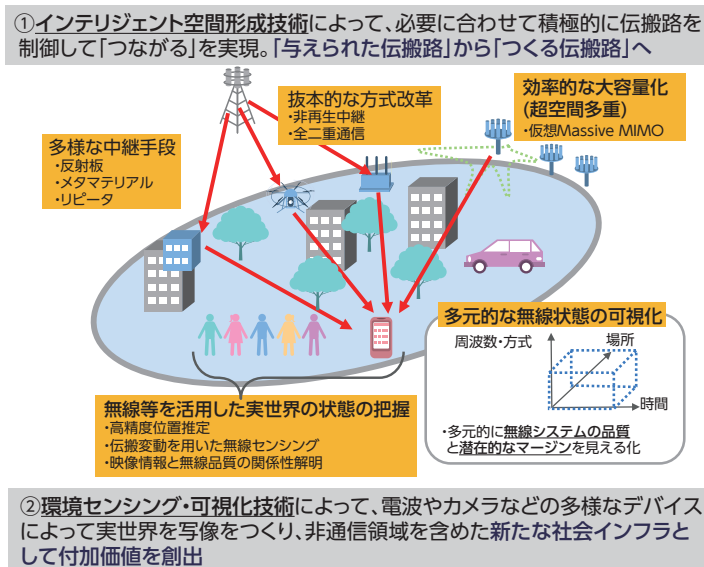 ①インテリジェント空間形成技術によって、必要に合わせて積極的に伝搬路を
制御して「つながる」を実現。「与えられた伝搬路」から「つくる伝搬路」へ
抜本的な方式改革
・非再生中継
・全二重通信
効率的な大容量化
(超空間多重)
・仮想Massive MIMO
多様な中継手段
・反射板
・メタマテリアル
・リピータ
多元的な無線状態の可視化
周波数・方式
場所
時間
・多元的に無線システムの品質
と潜在的なマージンを見える化
無線等を活用した実世界の状態の把握
・高精度位置推定
・伝搬変動を用いた無線センシング
・映像情報と無線品質の関係性解明
②環境センシング・可視化技術によって、電波やカメラなどの多様なデバイス
によって実世界を写像をつくり、非通信領域を含めた新たな社会インフラと
して付加価値を創出